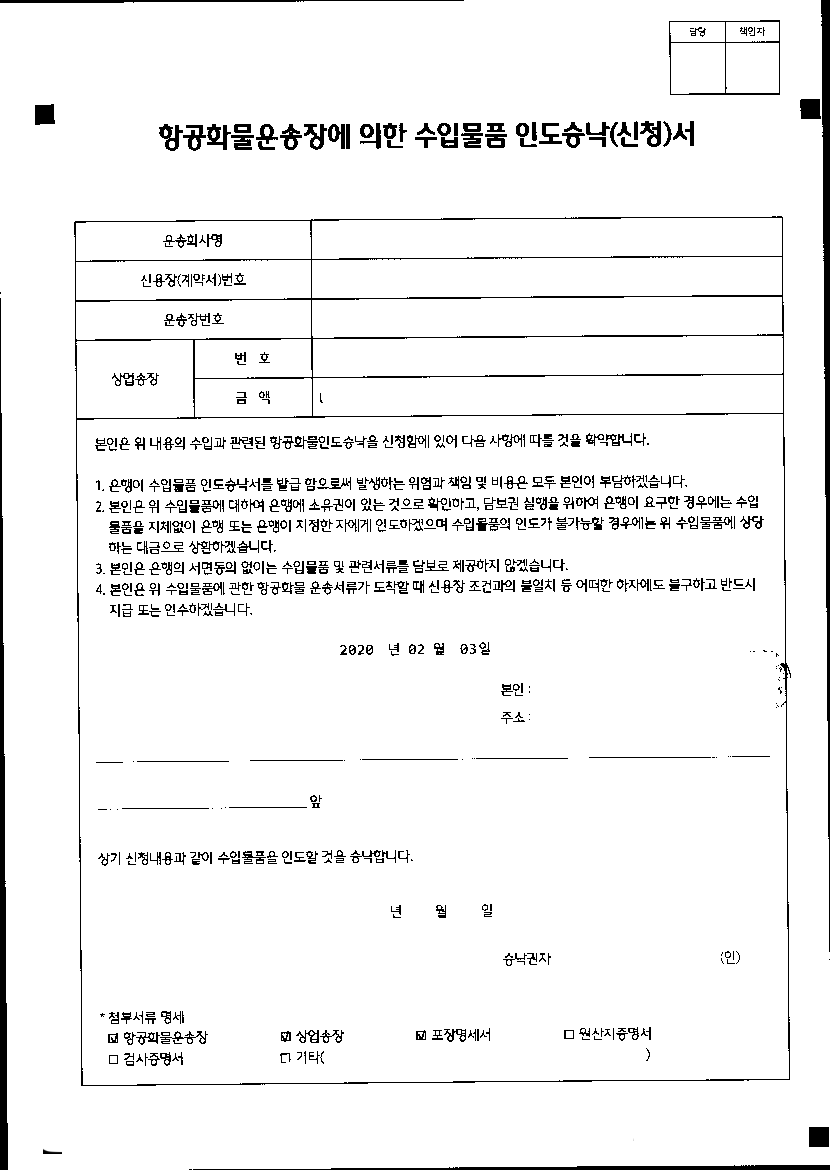 담당 책임자
항공화물운송장에 의한 수입물품 인도승낙(신청)서
운송회사명
신용장(계약서)번호
운송장번호
상업송장
번 호
금 액
본인은 위 내용의 수입과 관련된 항공화물인도승낙을 신청함에 있어 다음 사항에 따를 것을 확약합니다.
1. 은행이 수입물품 인도승낙서를 발급 함으로써 발생하는 위험과 책임 및 비용은 모두 본인이 부담하겠습니다.
2. 본인은 위 수입물품에 대하여 은행에 소유권이 있는 것으로 확인하고, 담보권 실행을 위하여 은행이 요구한 경우에는 수입
물품을 지체없이 은행 또는 은행이 지정한 자에게 인도하겠으며 수입물품의 인도가 불가능할 경우에는 위 수입물품에 상당
하는 대금으로 상환하겠습니다.
3. 본인은 은행의 서면동의 없이는 수입물품 및 관련서류를 담보로 제공하지 않겠습니다.
4. 본인은 위 수입물품에 관한 항공화물 운송서류가 도착할 때 신용장 조건과의 불일치 등 어떠한 하자에도 불구하고 반드시
지급 또는 인수하겠습니다.
2020 년 02 월 03일
본인 :
주소 :
앞
상기 신청내용과 같이 수입물품을 인도할 것을 승낙합니다.
년 월 일
승낙권자 (인)
* 첨부서류 명세
☑ 항공화물운송장 ☑ 상업송장 ☑ 포장명세서 □ 원산지증명서
□ 검사증명서 □ 기타( )